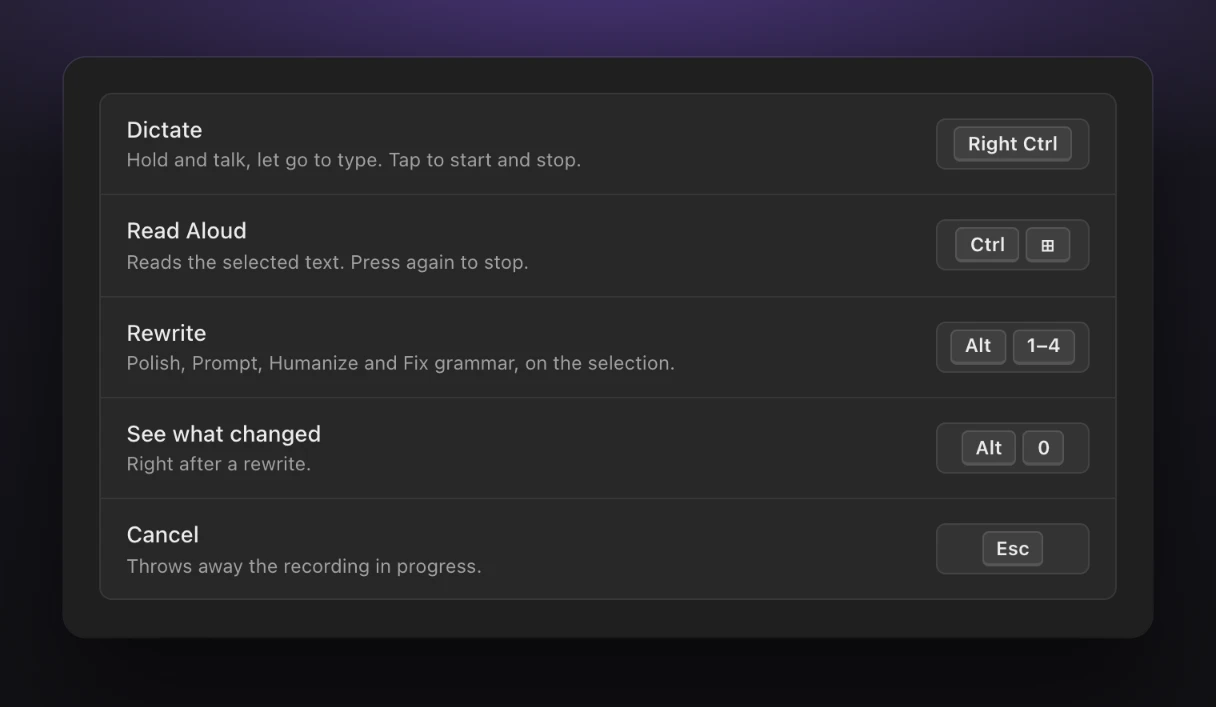 Dictate
Hold and talk, let go to type. Tap to start and stop.
Right Ctrl
Read Aloud
Reads the selected text. Press again to stop.
Ctrl ⊞
Rewrite
Polish, Prompt, Humanize and Fix grammar, on the selection.
Alt 1–4
See what changed
Right after a rewrite.
Alt 0
Cancel
Throws away the recording in progress.
Esc